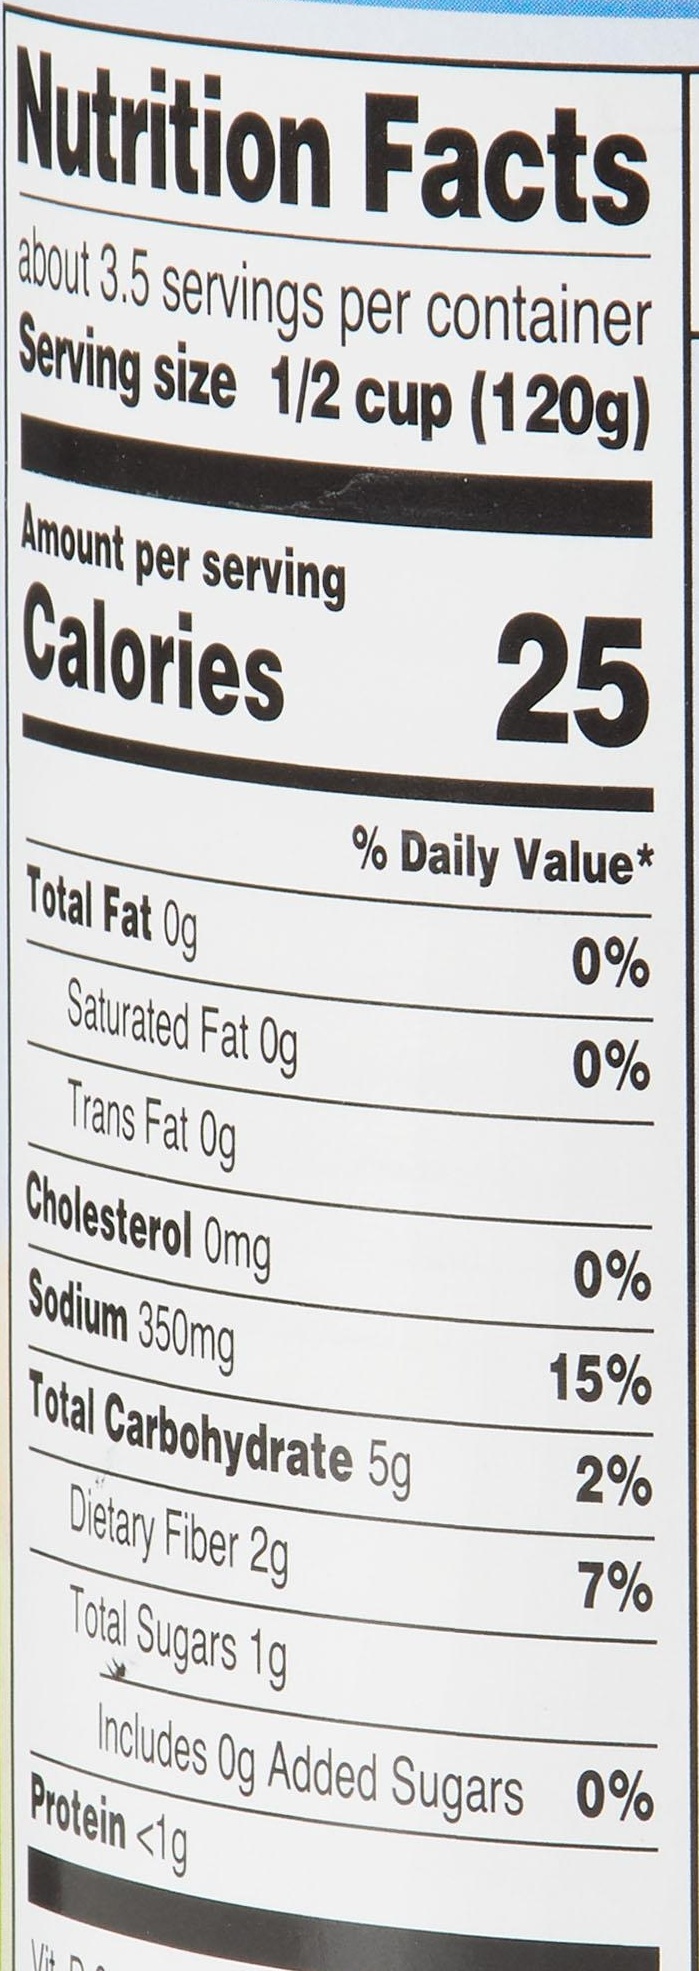 Nutrition Facts
about 3.5 servings per container
Serving size 1/2 cup (120g)
Amount per serving
Calories 25
% Daily Value*
Total Fat 0g 0%
Saturated Fat 0g 0%
Trans Fat 0g
Cholesterol 0mg 0%
Sodium 350mg 15%
Total Carbohydrate 5g 2%
Dietary Fiber 2g 7%
Total Sugars 1g
Includes 0g Added Sugars 0%
Protein <1g
Vit. D